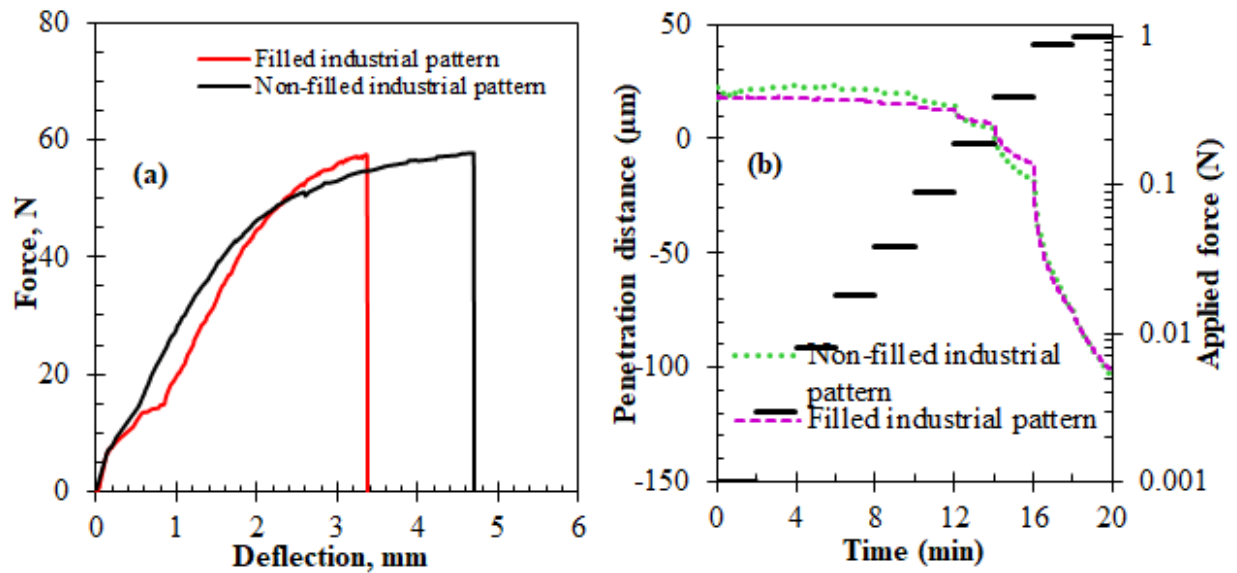 80
60
40
20
0
Force, N
Filled industrial pattern
Non-filled industrial pattern
(a)
0 1 2 3 4 5 6
Deflection, mm
50
0
-50
-100
-150
Penetration distance (µm)
(b)
Non-filled industrial
pattern
Filled industrial pattern
1
0.1
0.01
0.001
Applied force (N)
0 4 8 12 16 20
Time (min)